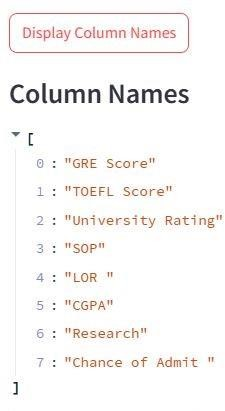 Display Column Names
Column Names
[
0 : "GRE Score"
1 : "TOEFL Score"
2 : "University Rating"
3 : "SOP"
4 : "LOR "
5 : "CGPA"
6 : "Research"
7 : "Chance of Admit "
]